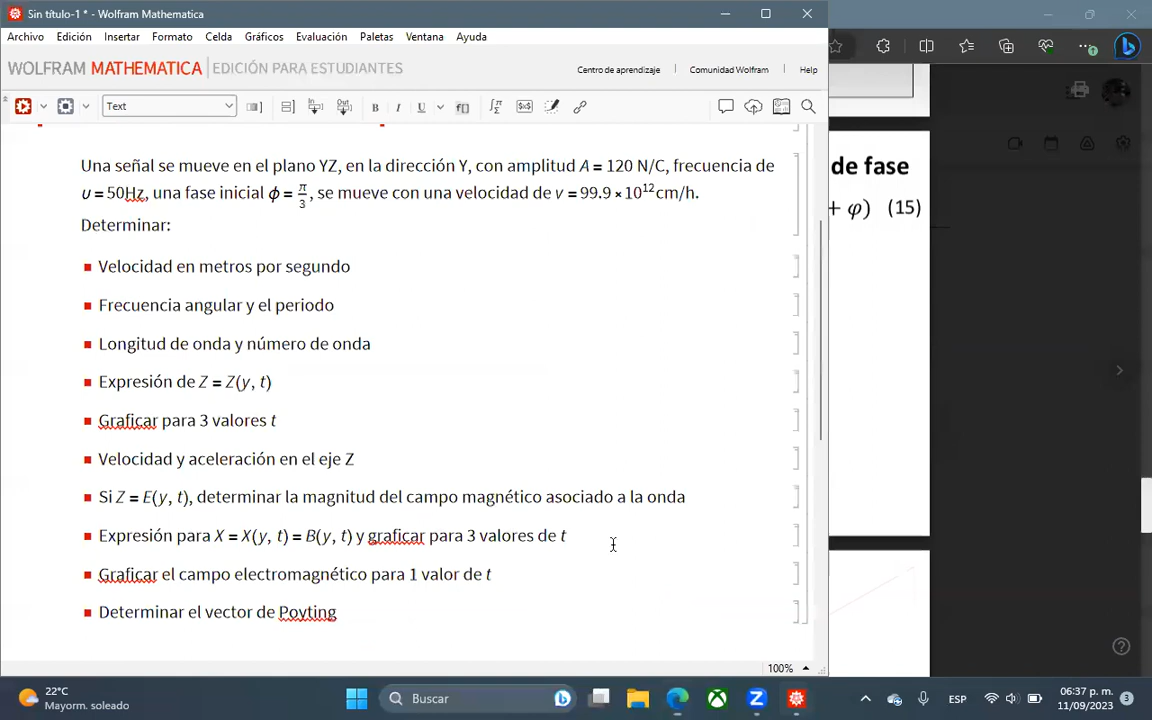 Sin título-1 * - Wolfram Mathematica
Archivo Edición Insertar Formato Celda Gráficos Evaluación Paletas Ventana Ayuda
WOLFRAM MATHEMATICA | EDICIÓN PARA ESTUDIANTES
Centro de aprendizaje | Comunidad Wolfram | Help
Text
B I U f()
Una señal se mueve en el plano YZ, en la dirección Y, con amplitud A = 120 N/C, frecuencia de
υ = 50Hz, una fase inicial ϕ = π/3, se mueve con una velocidad de v = 99.9 × 10^12 cm/h.
Determinar:
Velocidad en metros por segundo
Frecuencia angular y el periodo
Longitud de onda y número de onda
Expresión de Z = Z(y, t)
Graficar para 3 valores t
Velocidad y aceleración en el eje Z
Si Z = E(y, t), determinar la magnitud del campo magnético asociado a la onda
Expresión para X = X(y, t) = B(y, t) y graficar para 3 valores de t
Graficar el campo electromagnético para 1 valor de t
Determinar el vector de Poyting
100%
de fase
+ φ) (15)
22°C
Mayorm. soleado
Buscar
ESP
06:37 p. m.
11/09/2023
3